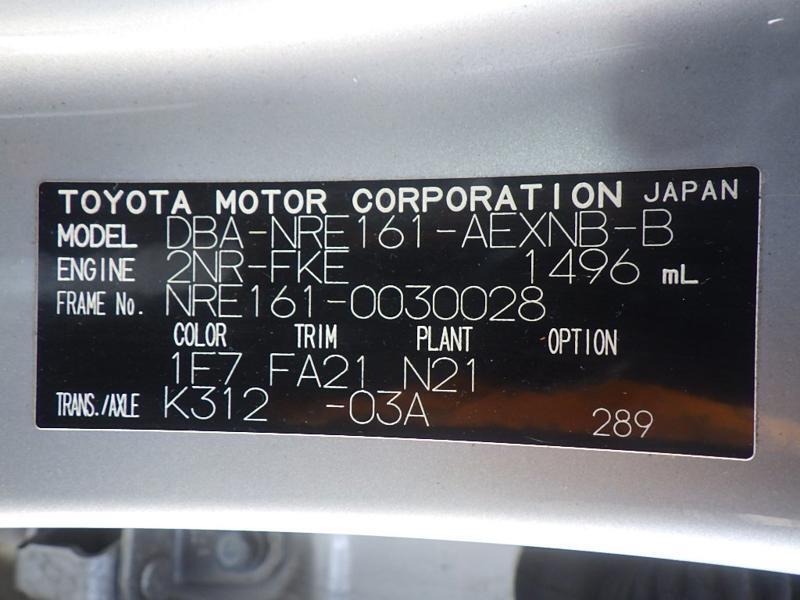 TOYOTA MOTOR CORPORATION JAPAN
MODEL DBA-NRE161-AEXNB-B
ENGINE 2NR-FKE 1496 mL
FRAME No. NRE161-0030028
COLOR TRIM PLANT OPTION
1F7 FA21 N21
TRANS./AXLE K312 -03A 289